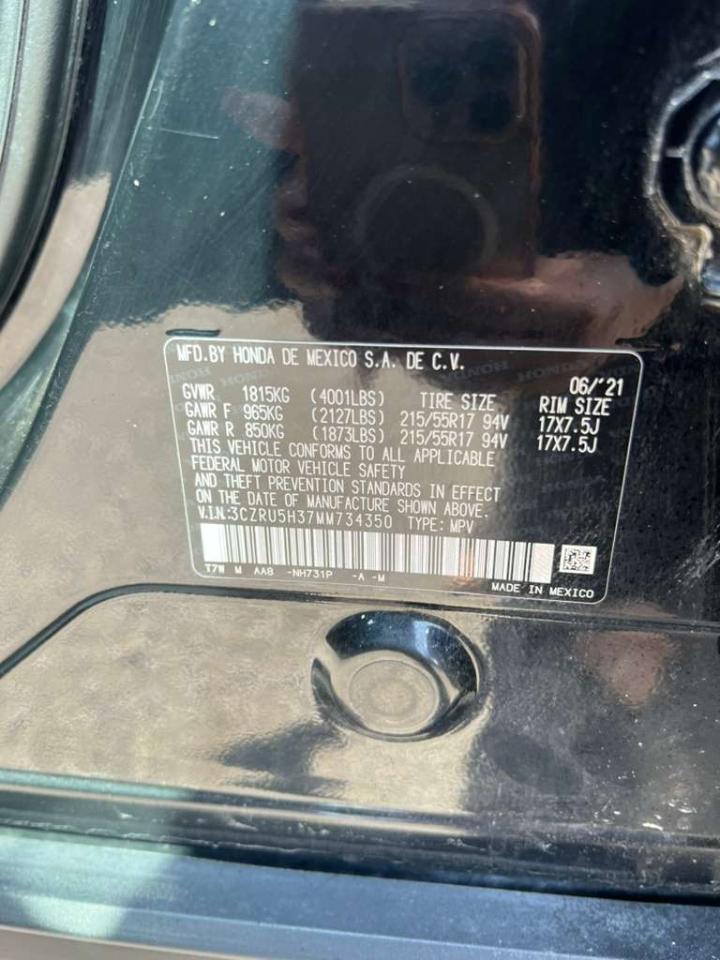 MFD.BY HONDA DE MEXICO S.A. DE C.V.
06/'21
GVWR 1815KG (4001LBS) TIRE SIZE RIM SIZE
GAWR F 965KG (2127LBS) 215/55R17 94V 17X7.5J
GAWR R 850KG (1873LBS) 215/55R17 94V 17X7.5J
THIS VEHICLE CONFORMS TO ALL APPLICABLE
FEDERAL MOTOR VEHICLE SAFETY
AND THEFT PREVENTION STANDARDS IN EFFECT
ON THE DATE OF MANUFACTURE SHOWN ABOVE.
V.I.N.:3CZRU5H37MM734350 TYPE: MPV
T7W M AA8 -NH731P -A -M
MADE IN MEXICO